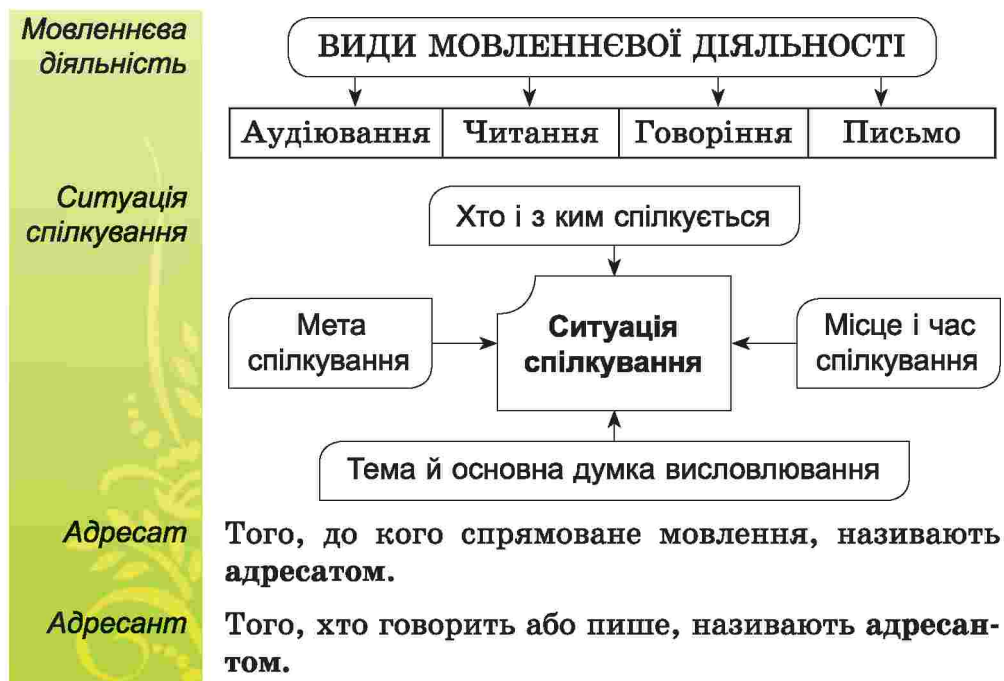 Мовленнєва
діяльність
ВИДИ МОВЛЕННЄВОЇ ДІЯЛЬНОСТІ
Аудіювання Читання Говоріння Письмо
Ситуація
спілкування
Хто і з ким спілкується
Мета
спілкування
Ситуація
спілкування
Місце і час
спілкування
Тема й основна думка висловлювання
Адресат
Того, до кого спрямоване мовлення, називають
адресатом.
Адресант
Того, хто говорить або пише, називають адресан-
том.